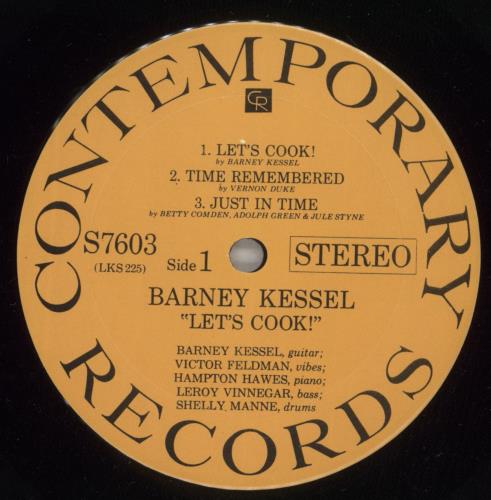 CONTEMPORARY
CR
1. LET'S COOK!
by BARNEY KESSEL
2. TIME REMEMBERED
by VERNON DUKE
3. JUST IN TIME
by BETTY COMDEN, ADOLPH GREEN & JULE STYNE
S7603
(LKS 225)
Side 1
STEREO
BARNEY KESSEL
"LET'S COOK!"
BARNEY KESSEL, guitar;
VICTOR FELDMAN, vibes;
HAMPTON HAWES, piano;
LEROY VINNEGAR, bass;
SHELLY MANNE, drums
RECORDS